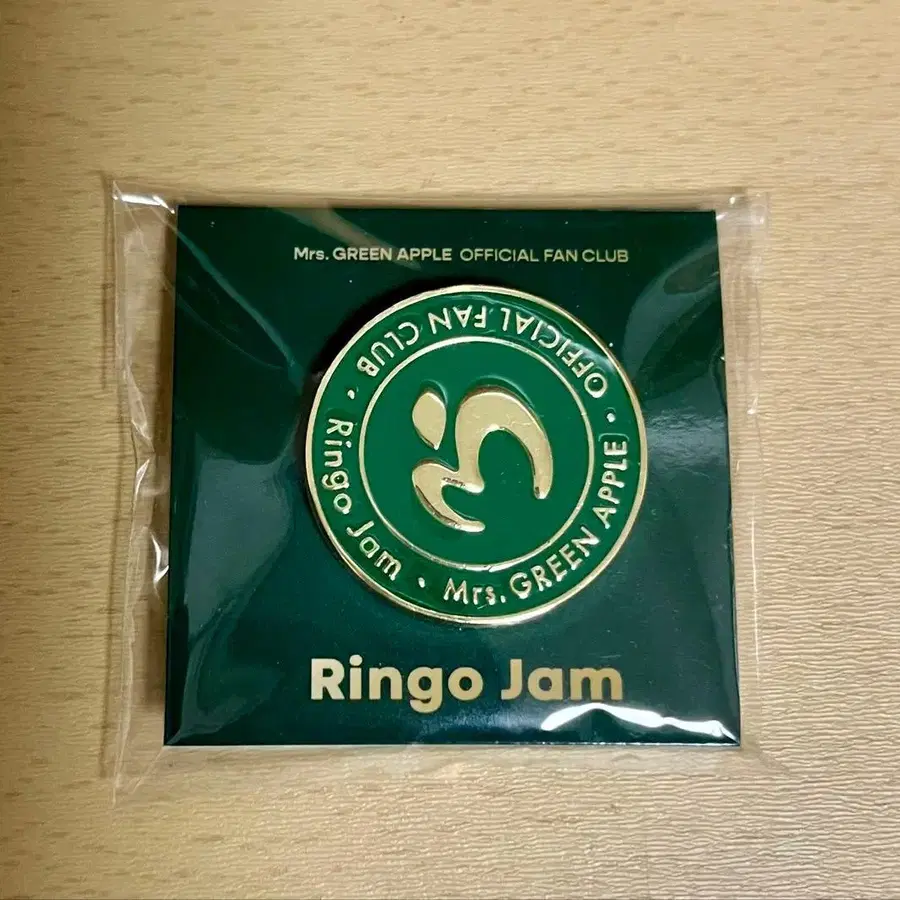 Mrs. GREEN APPLE OFFICIAL FAN CLUB
OFFICIAL FAN CLUB • Ringo Jam • Mrs. GREEN APPLE •
Ringo Jam